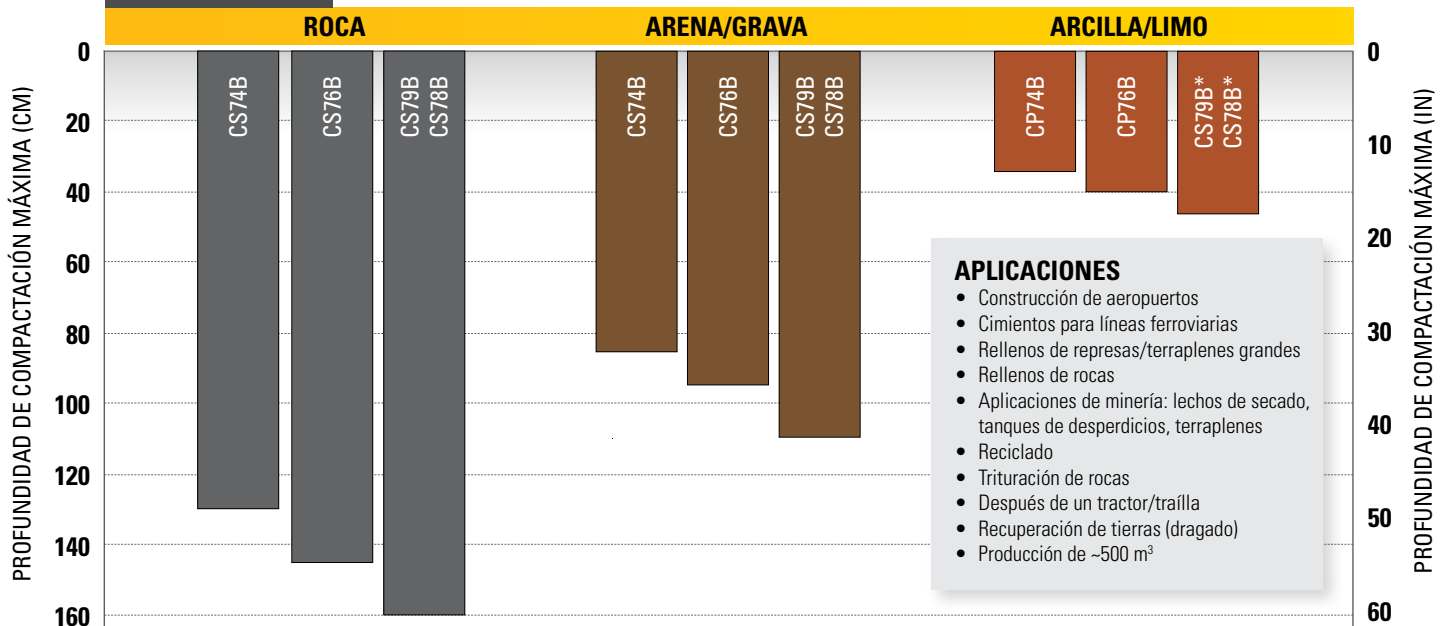 ROCA
ARENA/GRAVA
ARCILLA/LIMO
PROFUNDIDAD DE COMPACTACIÓN MÁXIMA (CM)
0
20
40
60
80
100
120
140
160
CS74B
CS76B
CS79B
CS78B
CS74B
CS76B
CS79B
CS78B
CP74B
CP76B
CS79B*
CS78B*
APLICACIONES
• Construcción de aeropuertos
• Cimientos para líneas ferroviarias
• Rellenos de represas/terraplenes grandes
• Rellenos de rocas
• Aplicaciones de minería: lechos de secado,
tanques de desperdicios, terraplenes
• Reciclado
• Trituración de rocas
• Después de un tractor/traílla
• Recuperación de tierras (dragado)
• Producción de ~500 m³
0
10
20
30
40
50
60
PROFUNDIDAD DE COMPACTACIÓN MÁXIMA (IN)